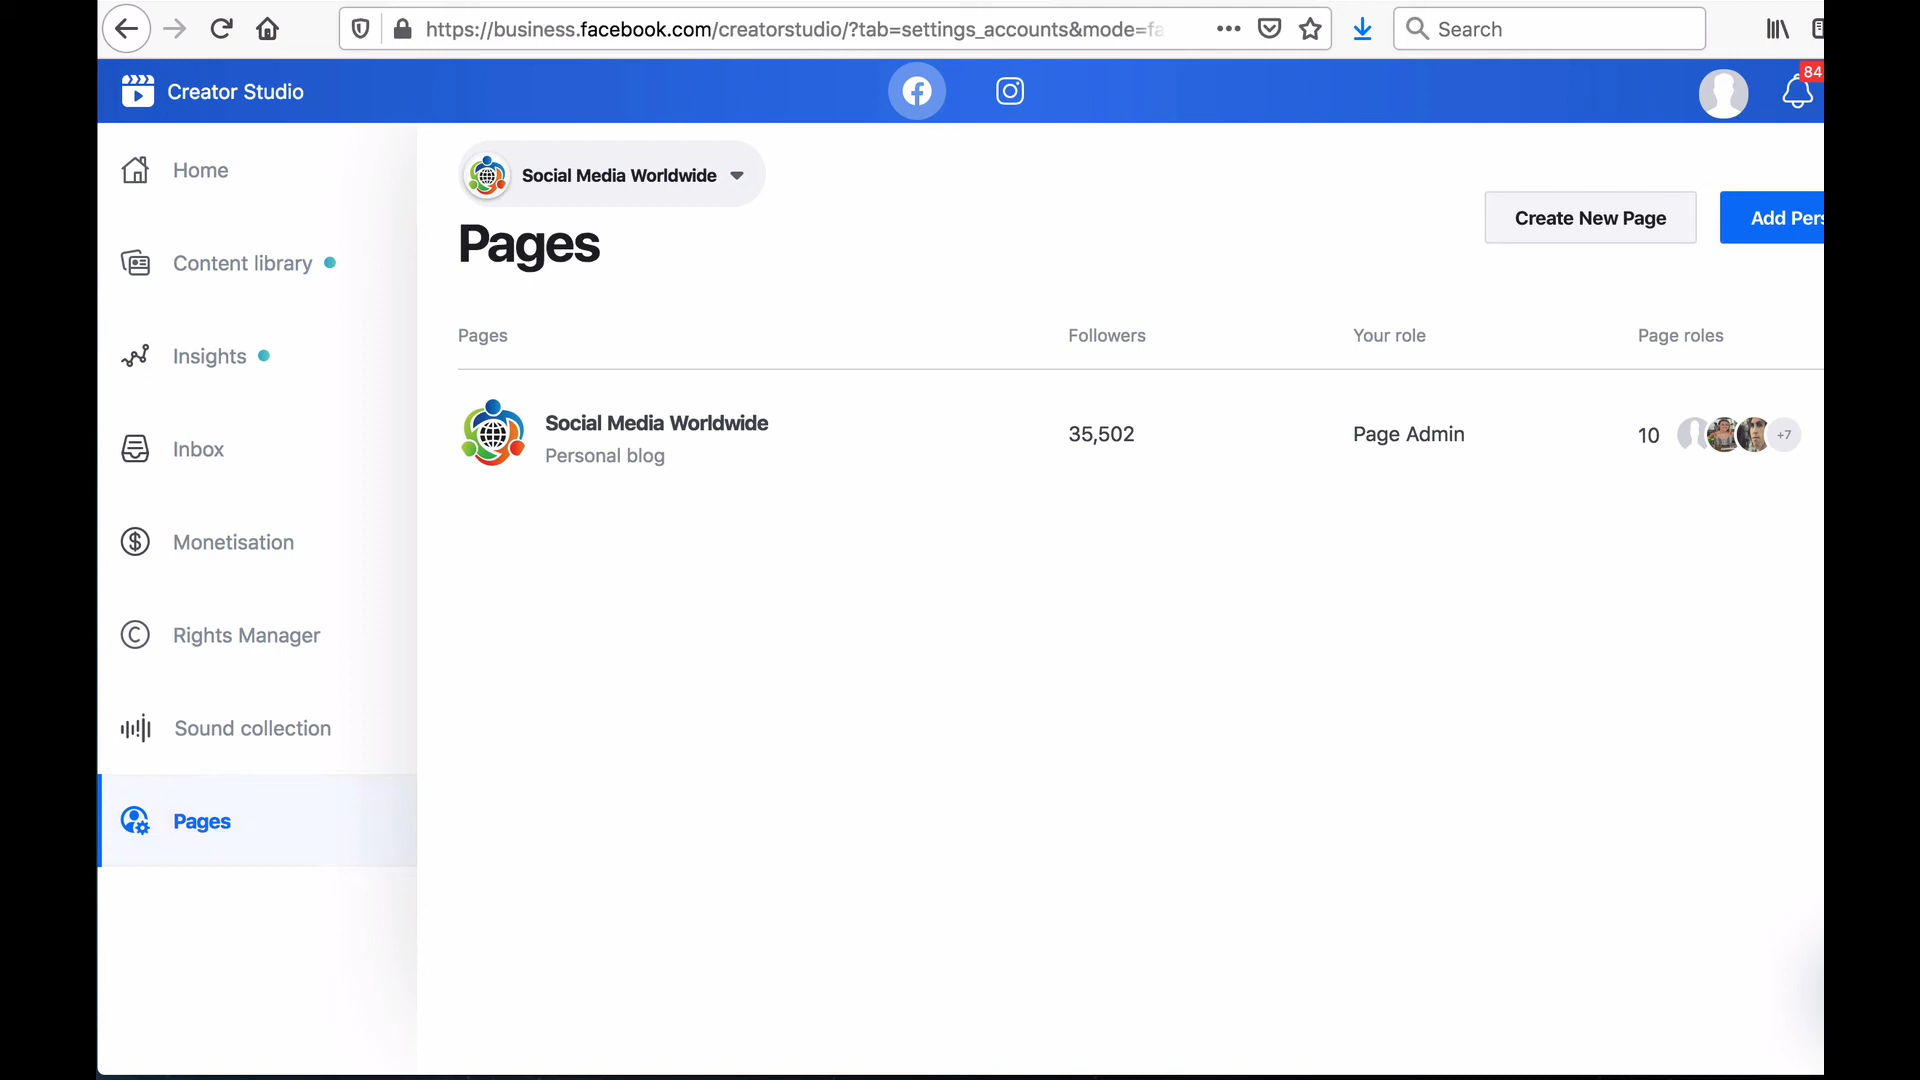 https://business.facebook.com/creatorstudio/?tab=settings_accounts&mode=fa
Search
Creator Studio
84
Home
Content library
Insights
Inbox
Monetisation
Rights Manager
Sound collection
Pages
Social Media Worldwide
Pages
Create New Page
Add Pers
Pages Followers Your role Page roles
Social Media Worldwide
Personal blog
35,502
Page Admin
10
+7